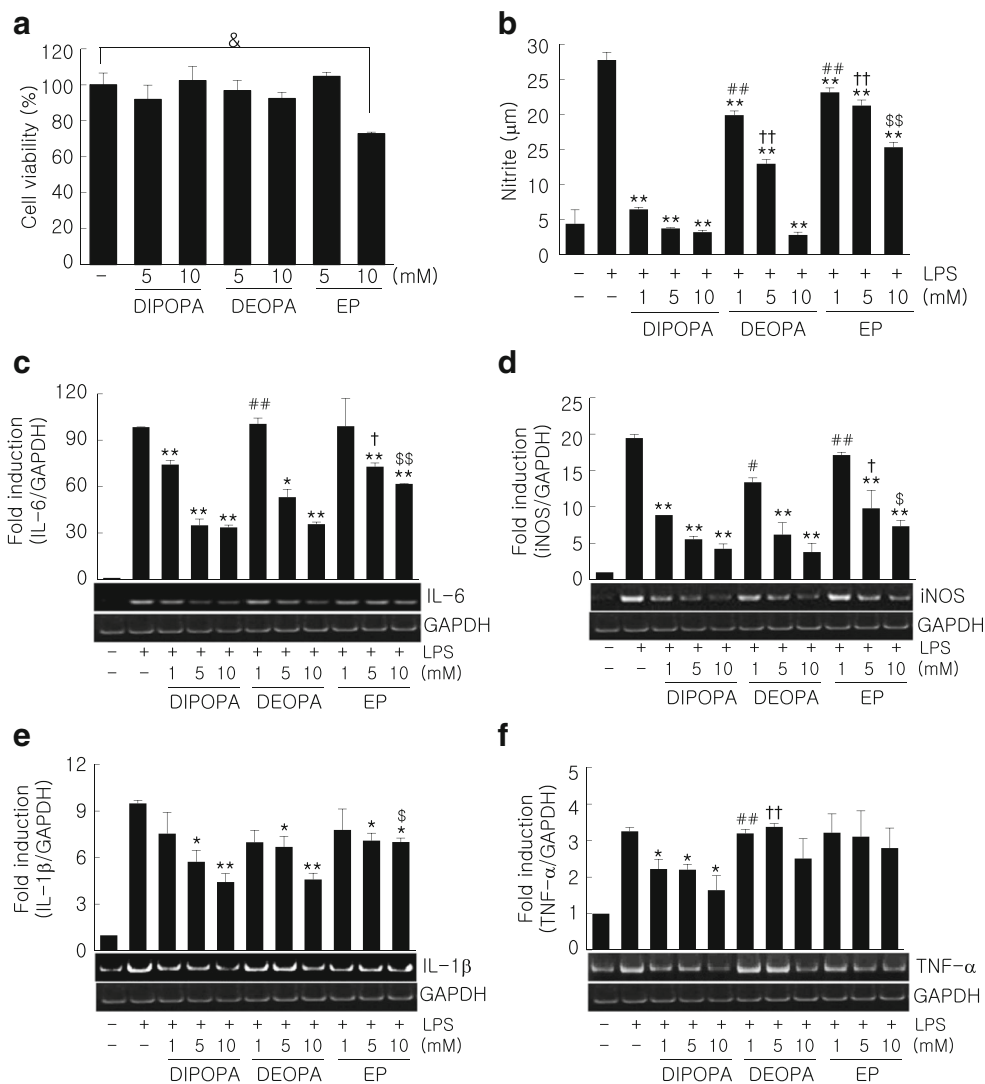 a
&
120
100
80
60
40
20
0
Cell viability (%)
– 5 10 5 10 5 10 (mM)
DIPOPA DEOPA EP
b
30
25
20
25
10
5
0
Nitrite (μm)
** ** ** ## ** †† ** ** ## ** †† ** $$ **
– + + + + + + + + + + LPS
– – 1 5 10 1 5 10 1 5 10 (mM)
DIPOPA DEOPA EP
c
120
90
60
30
0
Fold induction
(IL-6/GAPDH)
** ** ** ## * ** † ** $$ **
IL-6
GAPDH
– + + + + + + + + + + LPS
– – 1 5 10 1 5 10 1 5 10 (mM)
DIPOPA DEOPA EP
d
25
20
15
10
5
0
Fold induction
(iNOS/GAPDH)
** ** ** # ** ** ## † ** $ **
iNOS
GAPDH
– + + + + + + + + + + LPS
– – 1 5 10 1 5 10 1 5 10 (mM)
DIPOPA DEOPA EP
e
12
9
6
3
0
Fold induction
(IL-1β/GAPDH)
* ** * ** * $ *
IL-1β
GAPDH
– + + + + + + + + + + LPS
– – 1 5 10 1 5 10 1 5 10 (mM)
DIPOPA DEOPA EP
f
5
4
3
2
1
0
Fold induction
(TNF-α/GAPDH)
* * * ## ††
TNF-α
GAPDH
– + + + + + + + + + + LPS
– – 1 5 10 1 5 10 1 5 10 (mM)
DIPOPA DEOPA EP